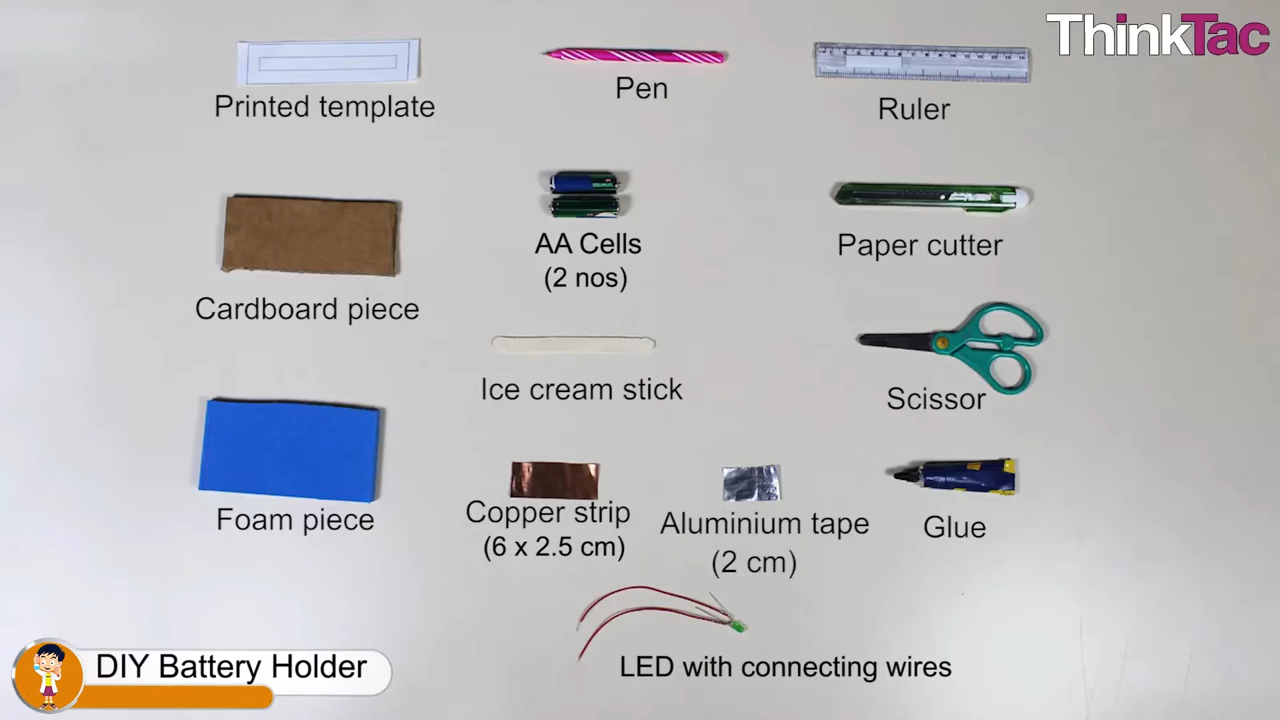 ThinkTac
Printed template
Pen
Ruler
Cardboard piece
AA Cells
(2 nos)
Paper cutter
Ice cream stick
Scissor
Foam piece
Copper strip
(6 x 2.5 cm)
Aluminium tape
(2 cm)
Glue
LED with connecting wires
DIY Battery Holder